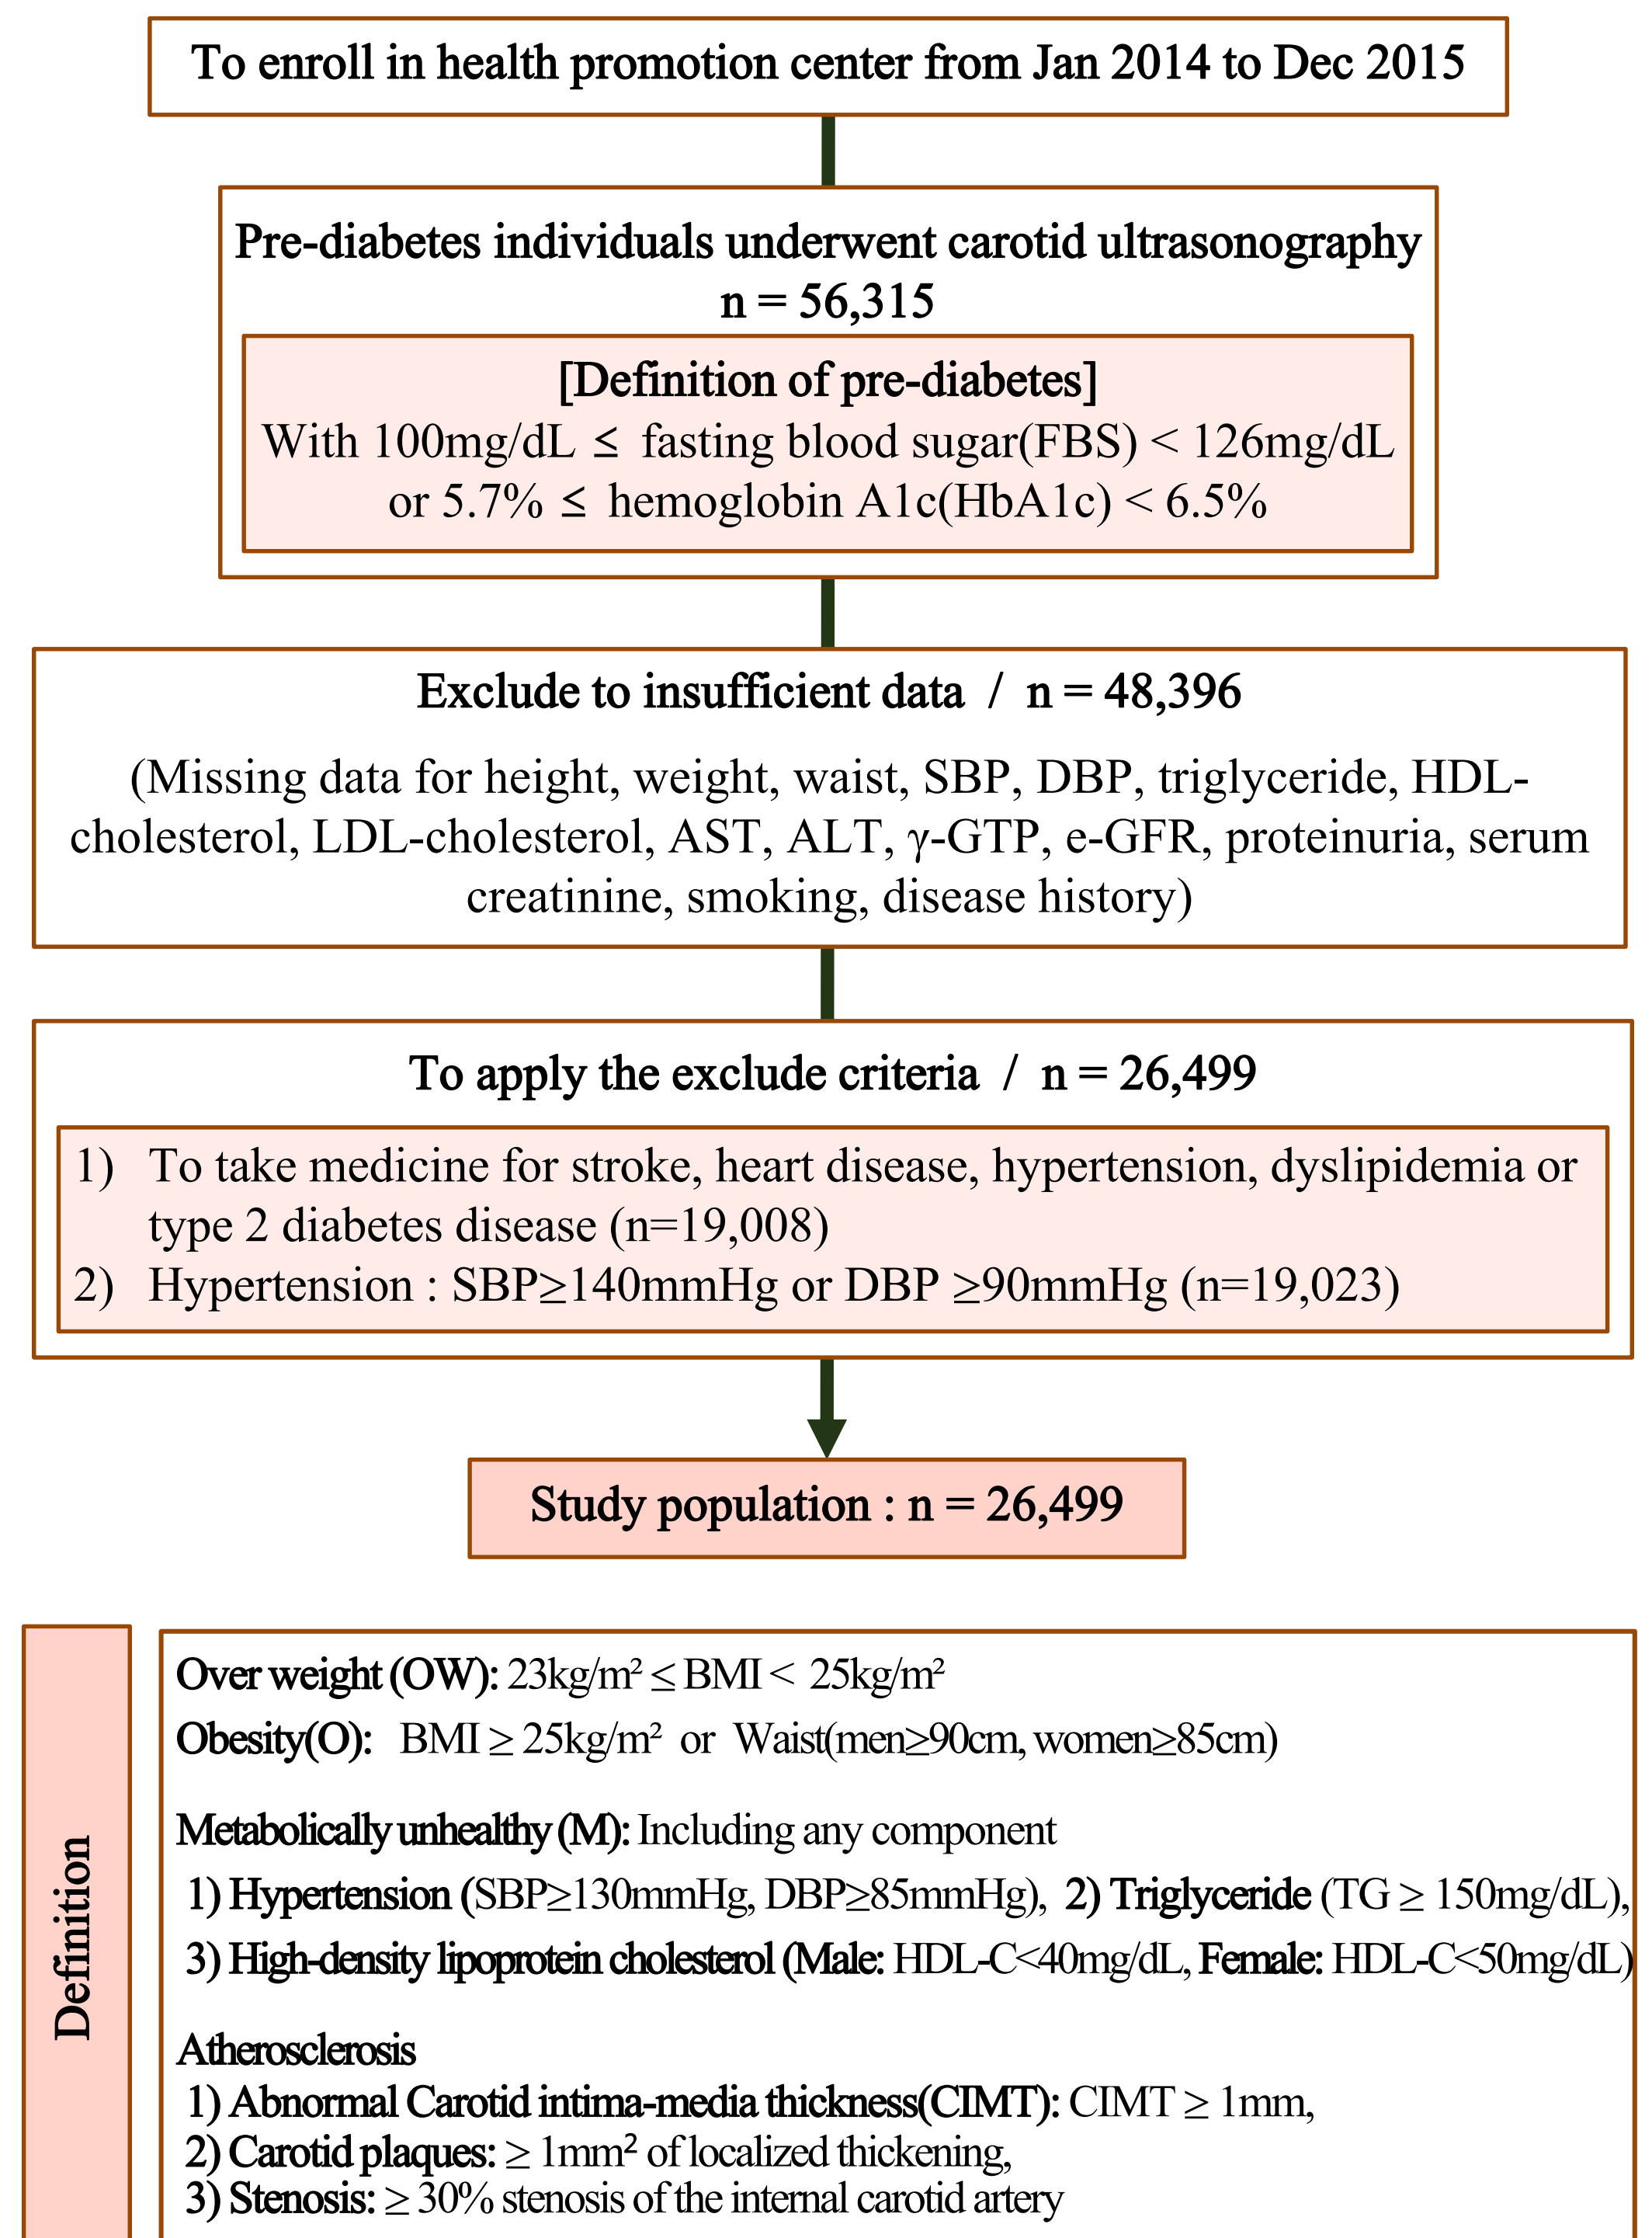 To enroll in health promotion center from Jan 2014 to Dec 2015
Pre-diabetes individuals underwent carotid ultrasonography
n = 56,315
[Definition of pre-diabetes]
With 100mg/dL ≤ fasting blood sugar(FBS) < 126mg/dL
or 5.7% ≤ hemoglobin A1c(HbA1c) < 6.5%
Exclude to insufficient data / n = 48,396
(Missing data for height, weight, waist, SBP, DBP, triglyceride, HDL-
cholesterol, LDL-cholesterol, AST, ALT, γ-GTP, e-GFR, proteinuria, serum
creatinine, smoking, disease history)
To apply the exclude criteria / n = 26,499
1) To take medicine for stroke, heart disease, hypertension, dyslipidemia or
type 2 diabetes disease (n=19,008)
2) Hypertension : SBP≥140mmHg or DBP ≥90mmHg (n=19,023)
Study population : n = 26,499
Definition
Over weight (OW): 23kg/m² ≤ BMI < 25kg/m²
Obesity(O): BMI ≥ 25kg/m² or Waist(men≥90cm, women≥85cm)
Metabolically unhealthy (M): Including any component
1) Hypertension (SBP≥130mmHg, DBP≥85mmHg), 2) Triglyceride (TG ≥ 150mg/dL),
3) High-density lipoprotein cholesterol (Male: HDL-C<40mg/dL, Female: HDL-C<50mg/dL)
Atherosclerosis
1) Abnormal Carotid intima-media thickness(CIMT): CIMT ≥ 1mm,
2) Carotid plaques: ≥ 1mm² of localized thickening,
3) Stenosis: ≥ 30% stenosis of the internal carotid artery